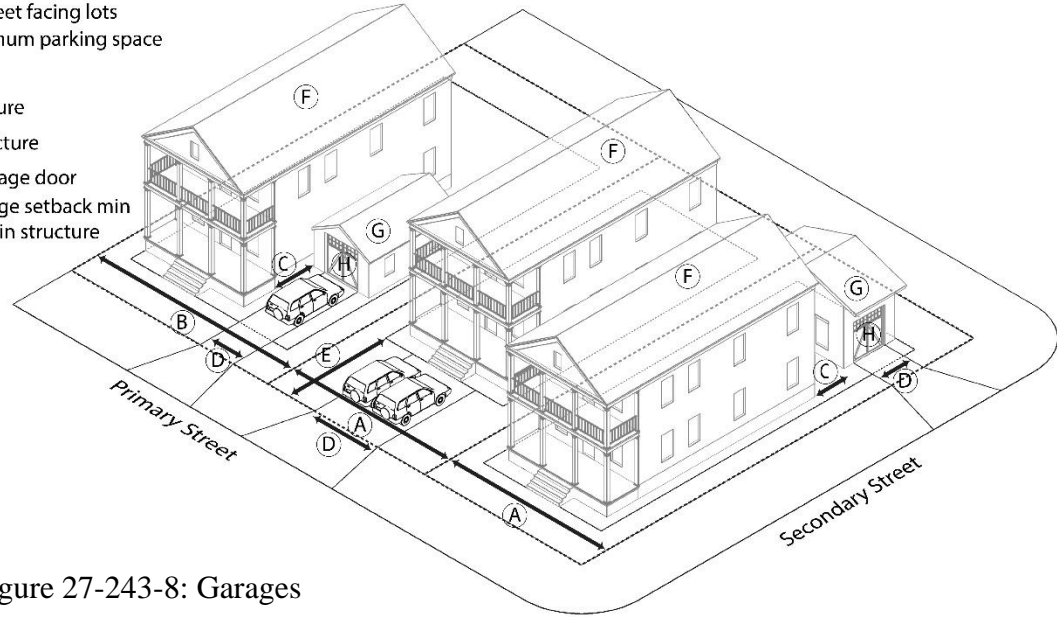 eet facing lots
num parking space
ure
cture
age door
ge setback min
in structure
F
F
G
C
H
F
G
B
H
E
D
C
D
A
D
Primary Street
A
Secondary Street
gure 27-243-8: Garages